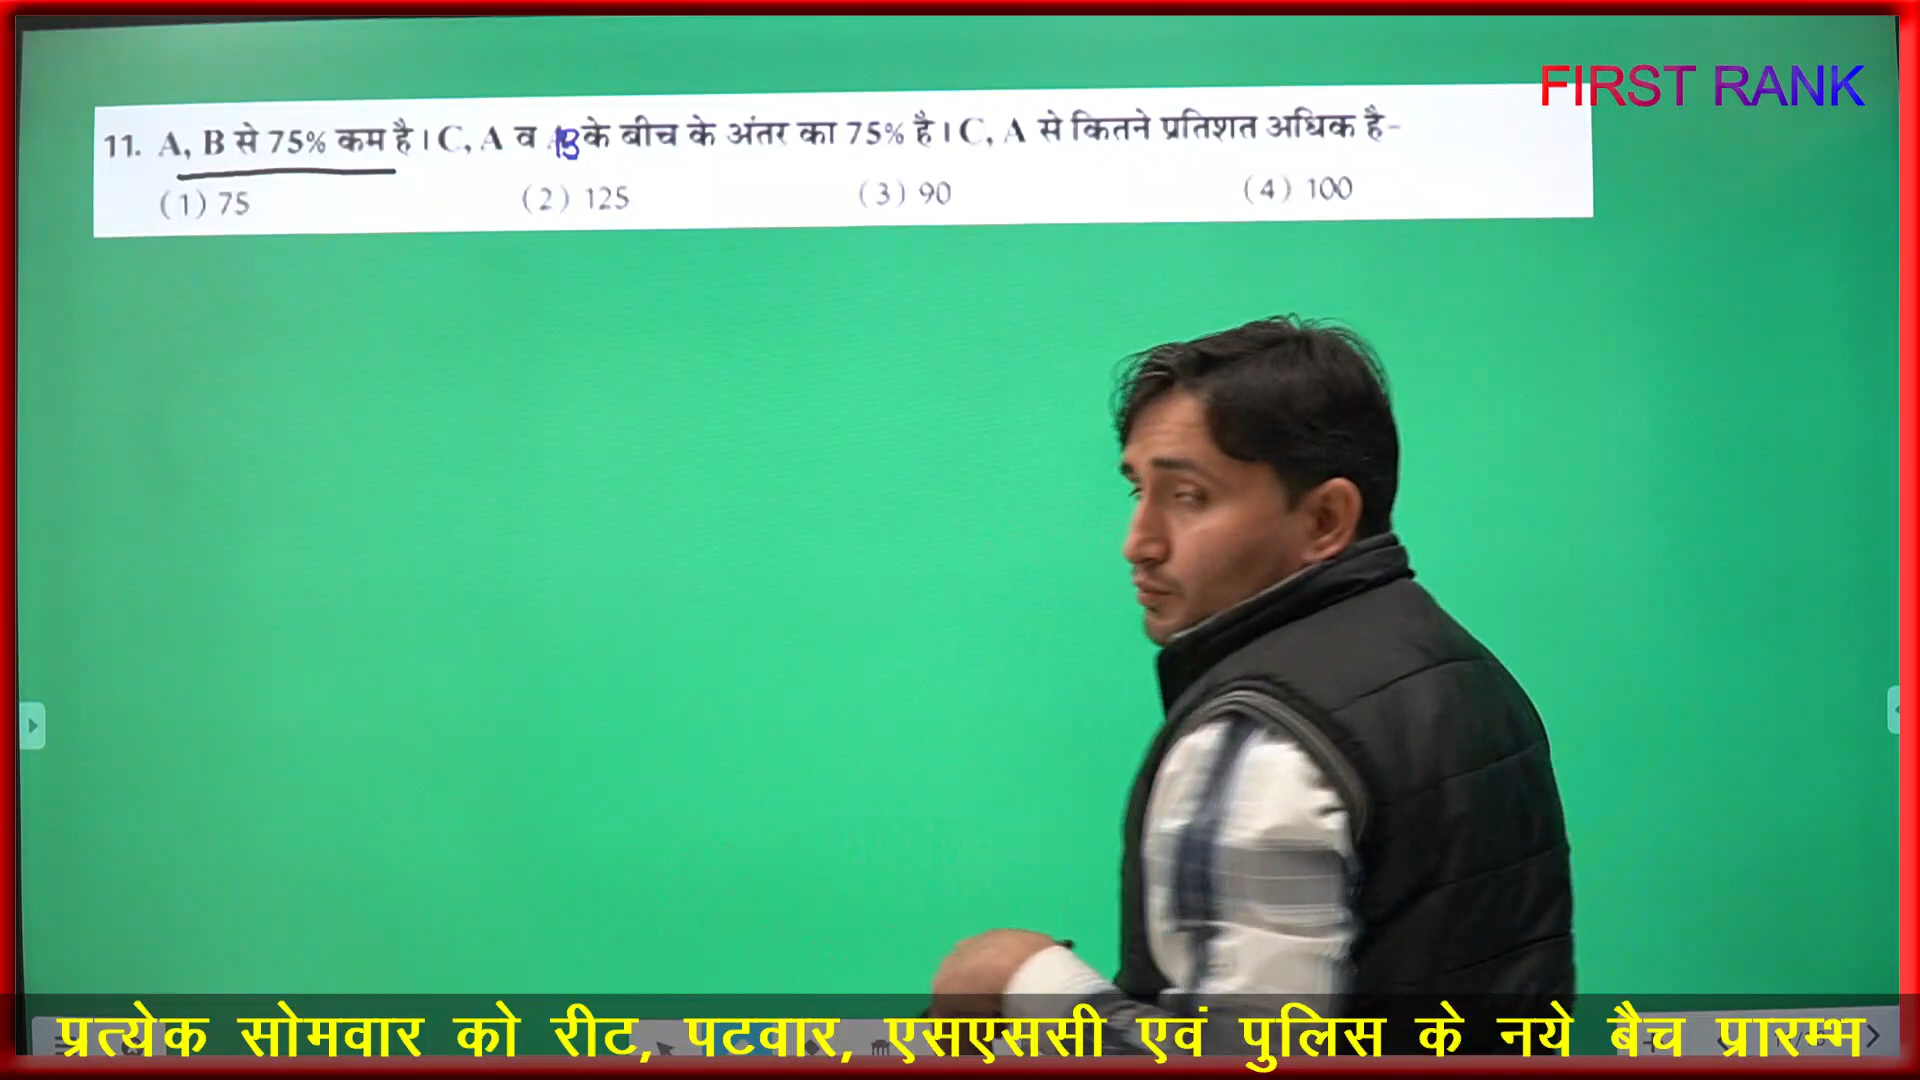 FIRST RANK
11. A, B से 75% कम है। C, A व B के बीच के अंतर का 75% है। C, A से कितने प्रतिशत अधिक है-
(1) 75 (2) 125 (3) 90 (4) 100
प्रत्येक सोमवार को रीट, पटवार, एसएससी एवं पुलिस के नये बैच प्रारम्भ